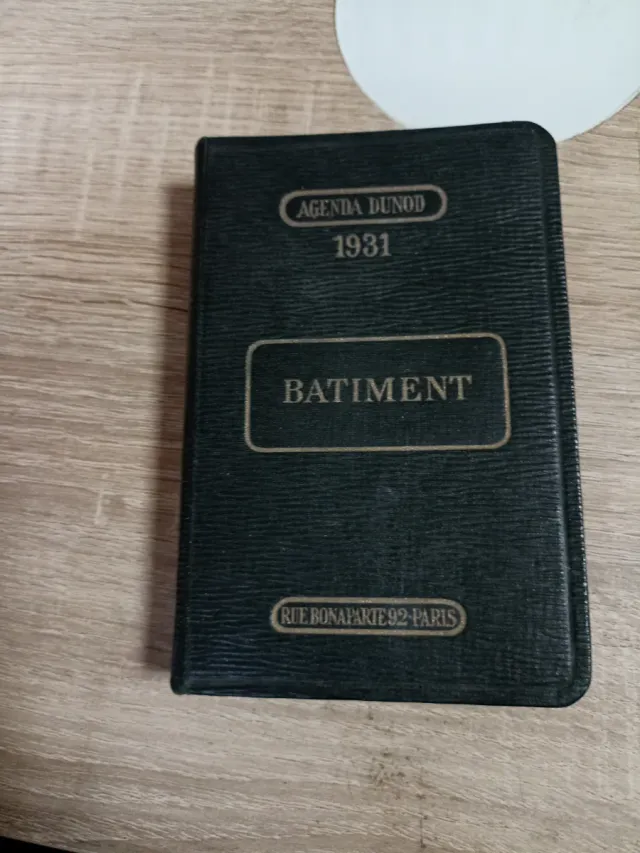 AGENDA DUNOD
1931
BATIMENT
RUE BONAPARTE 92-PARIS